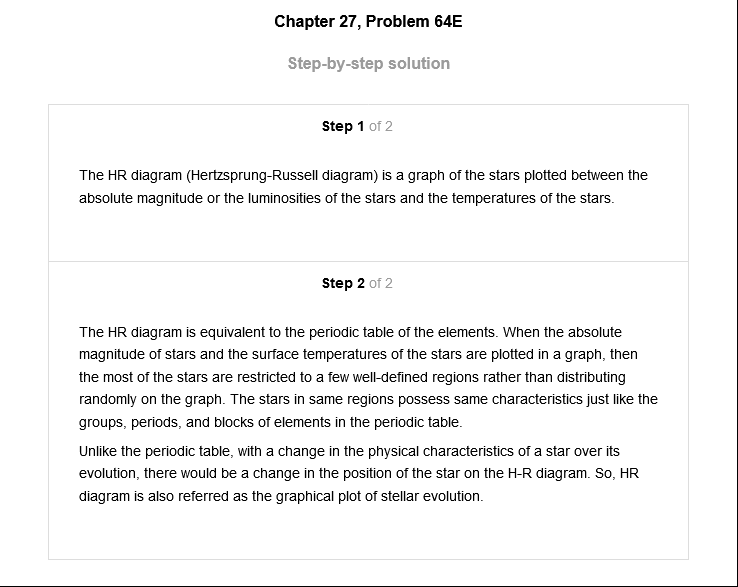 Chapter 27, Problem 64E
Step-by-step solution
Step 1 of 2
The HR diagram (Hertzsprung-Russell diagram) is a graph of the stars plotted between the
absolute magnitude or the luminosities of the stars and the temperatures of the stars.
Step 2 of 2
The HR diagram is equivalent to the periodic table of the elements. When the absolute
magnitude of stars and the surface temperatures of the stars are plotted in a graph, then
the most of the stars are restricted to a few well-defined regions rather than distributing
randomly on the graph. The stars in same regions possess same characteristics just like the
groups, periods, and blocks of elements in the periodic table.
Unlike the periodic table, with a change in the physical characteristics of a star over its
evolution, there would be a change in the position of the star on the H-R diagram. So, HR
diagram is also referred as the graphical plot of stellar evolution.